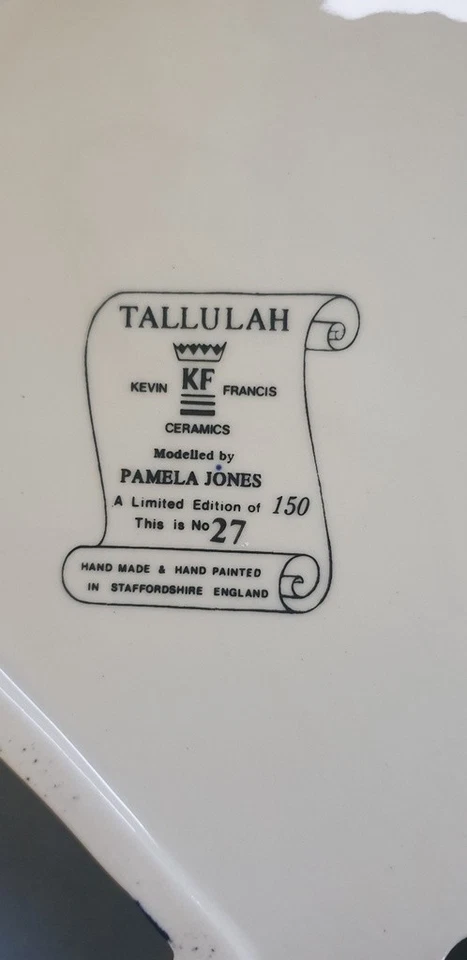 TALLULAH
KEVIN KF FRANCIS
CERAMICS
Modelled by
PAMELA JONES
A Limited Edition of 150
This is No 27
HAND MADE & HAND PAINTED
IN STAFFORDSHIRE ENGLAND